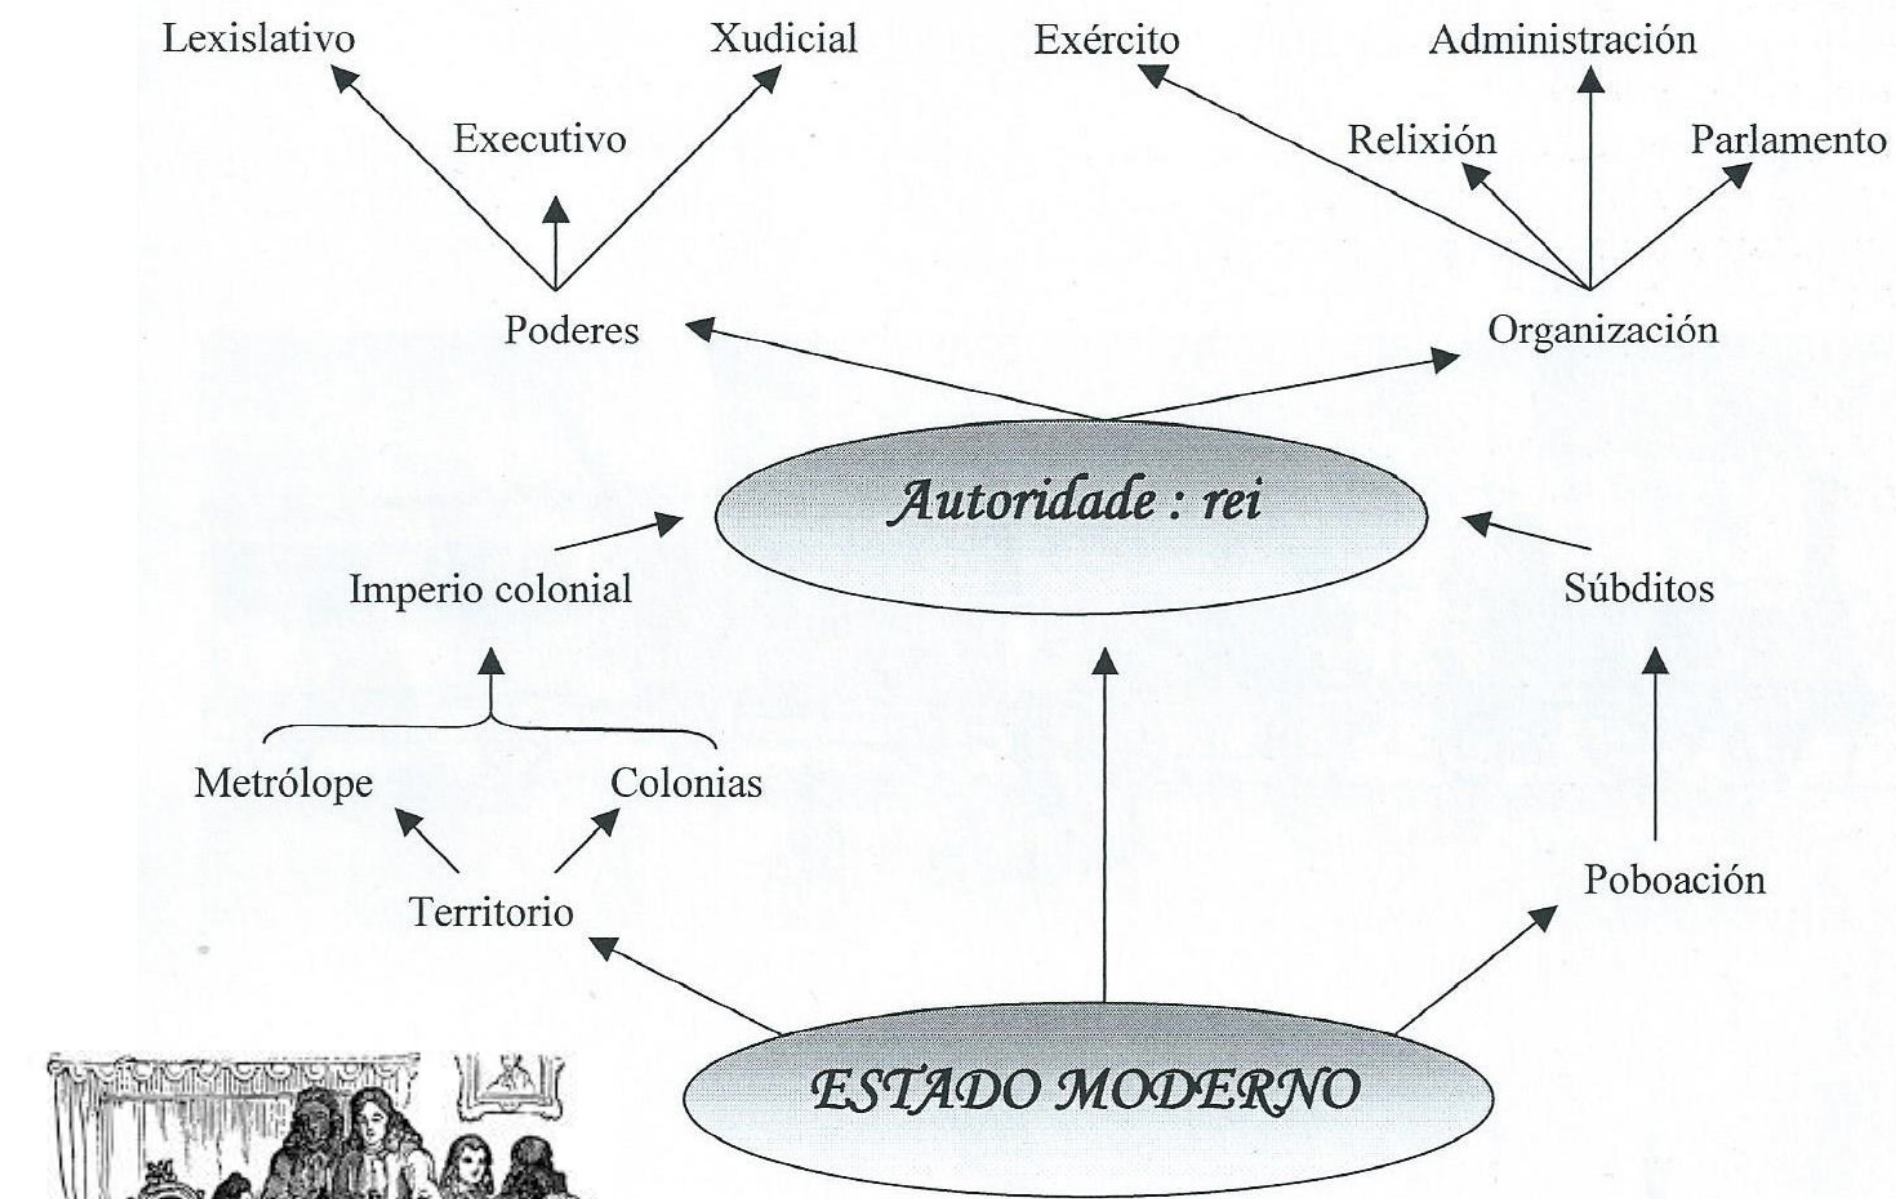 Lexislativo
Xudicial
Exército
Administración
Executivo
Relixión
Parlamento
Poderes
Organización
Autoridade : rei
Imperio colonial
Súbditos
Metrólope
Colonias
Poboación
Territorio
ESTADO MODERNO